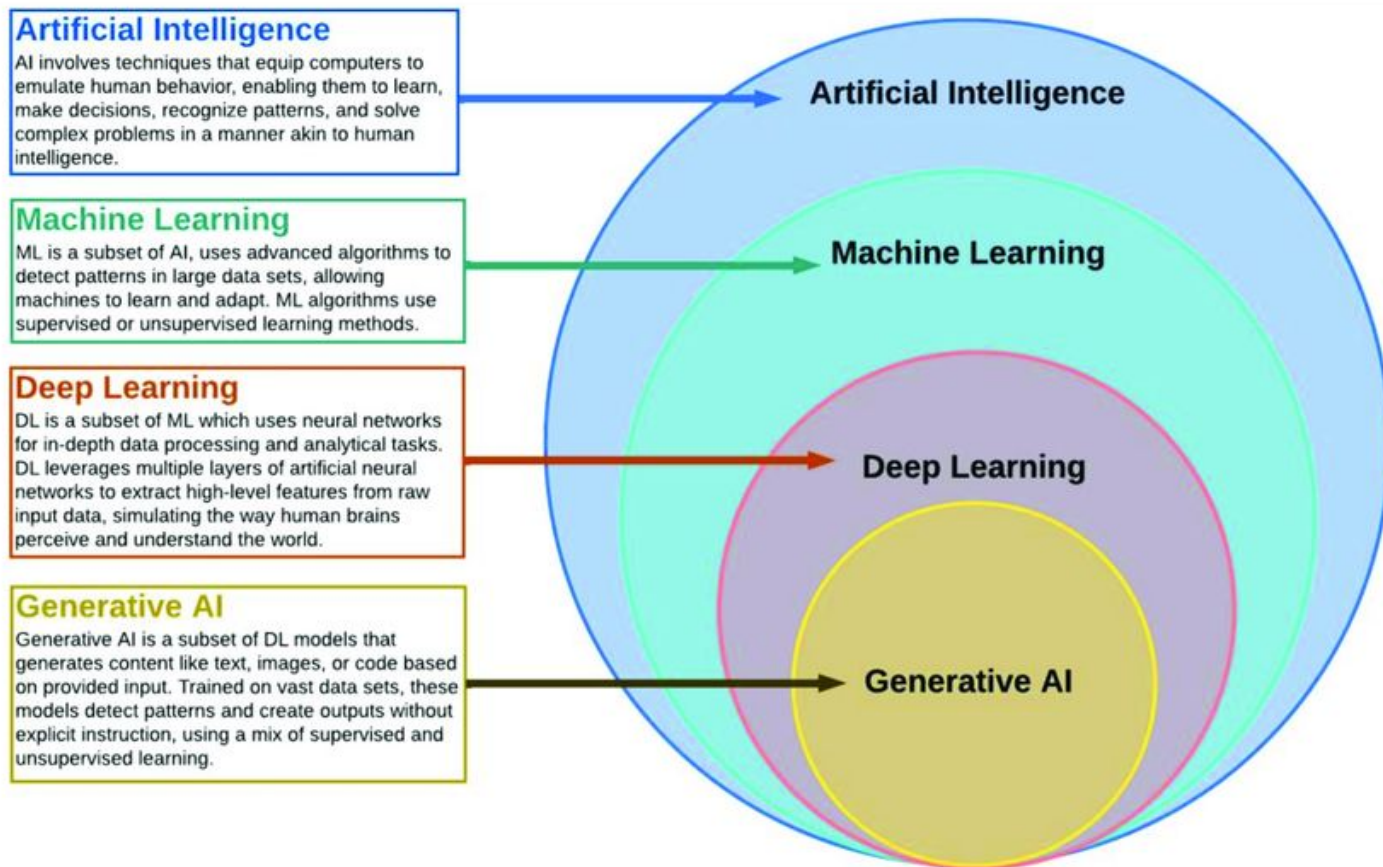 Artificial Intelligence
AI involves techniques that equip computers to
emulate human behavior, enabling them to learn,
make decisions, recognize patterns, and solve
complex problems in a manner akin to human
intelligence.
Machine Learning
ML is a subset of AI, uses advanced algorithms to
detect patterns in large data sets, allowing
machines to learn and adapt. ML algorithms use
supervised or unsupervised learning methods.
Deep Learning
DL is a subset of ML which uses neural networks
for in-depth data processing and analytical tasks.
DL leverages multiple layers of artificial neural
networks to extract high-level features from raw
input data, simulating the way human brains
perceive and understand the world.
Generative AI
Generative AI is a subset of DL models that
generates content like text, images, or code based
on provided input. Trained on vast data sets, these
models detect patterns and create outputs without
explicit instruction, using a mix of supervised and
unsupervised learning.
Artificial Intelligence
Machine Learning
Deep Learning
Generative AI